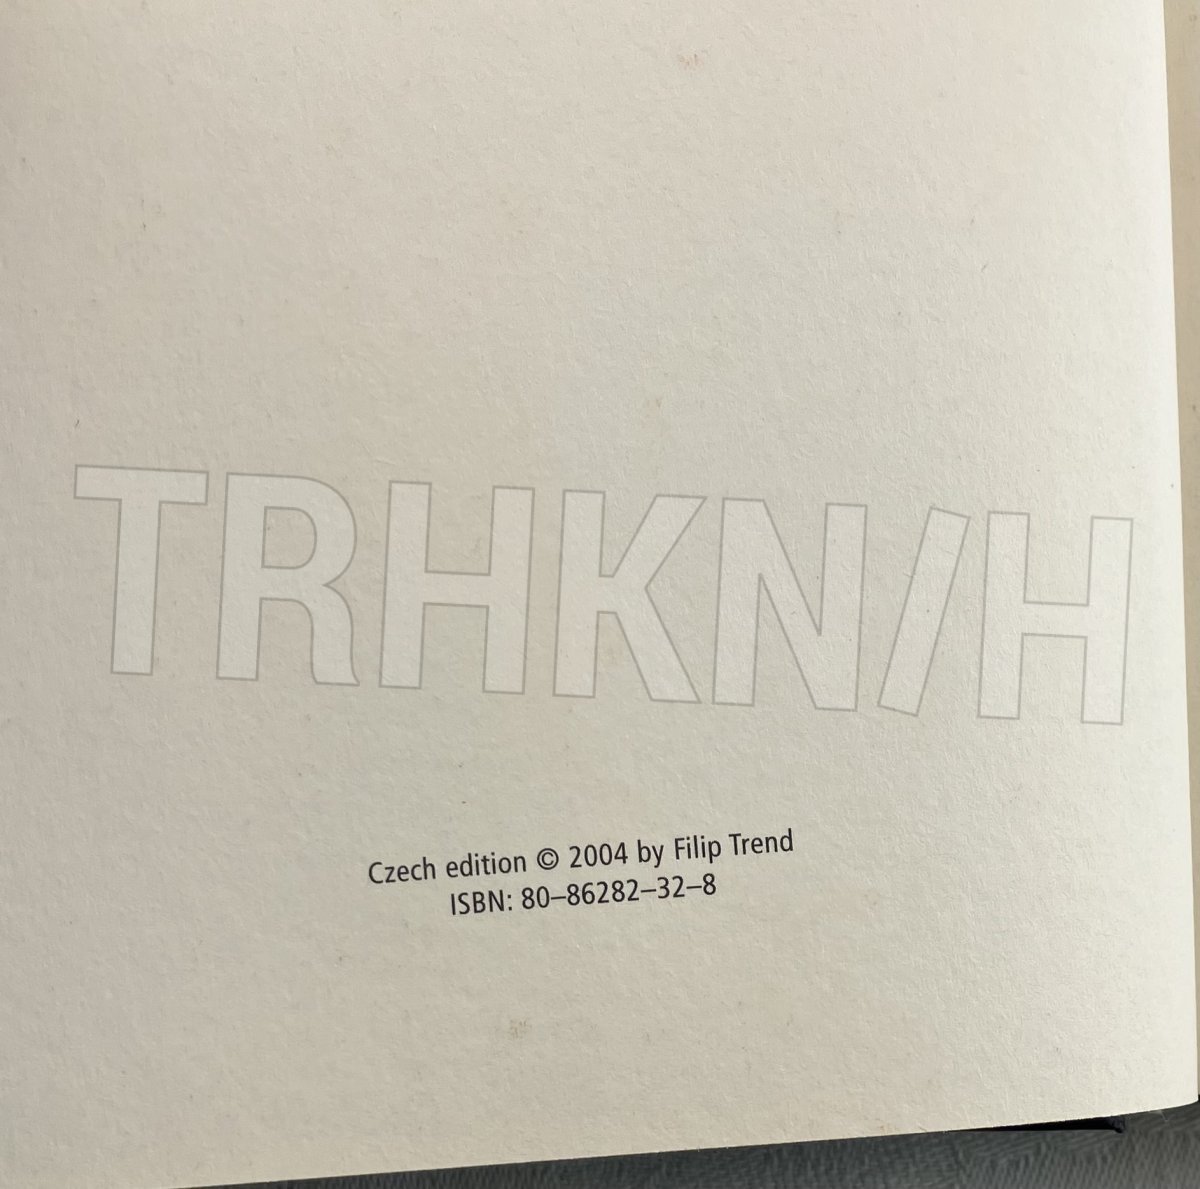 TRHKN/H
Czech edition © 2004 by Filip Trend
ISBN: 80–86282–32–8